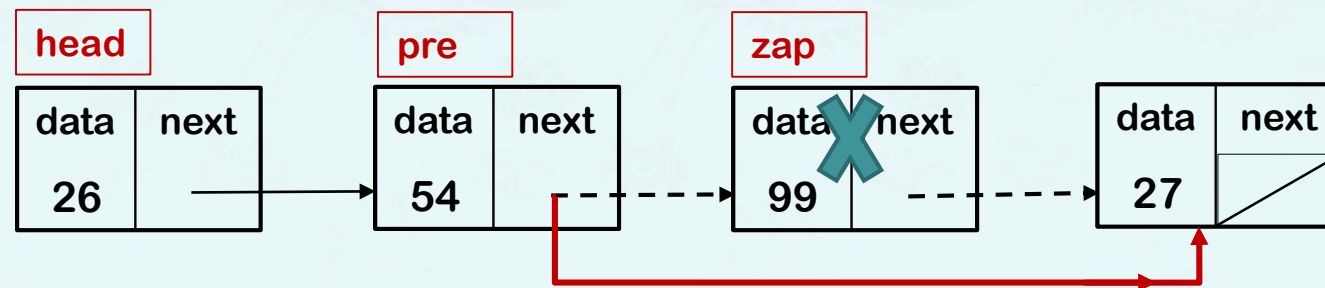 head pre zap
data next data next data next data next
26 54 99 27